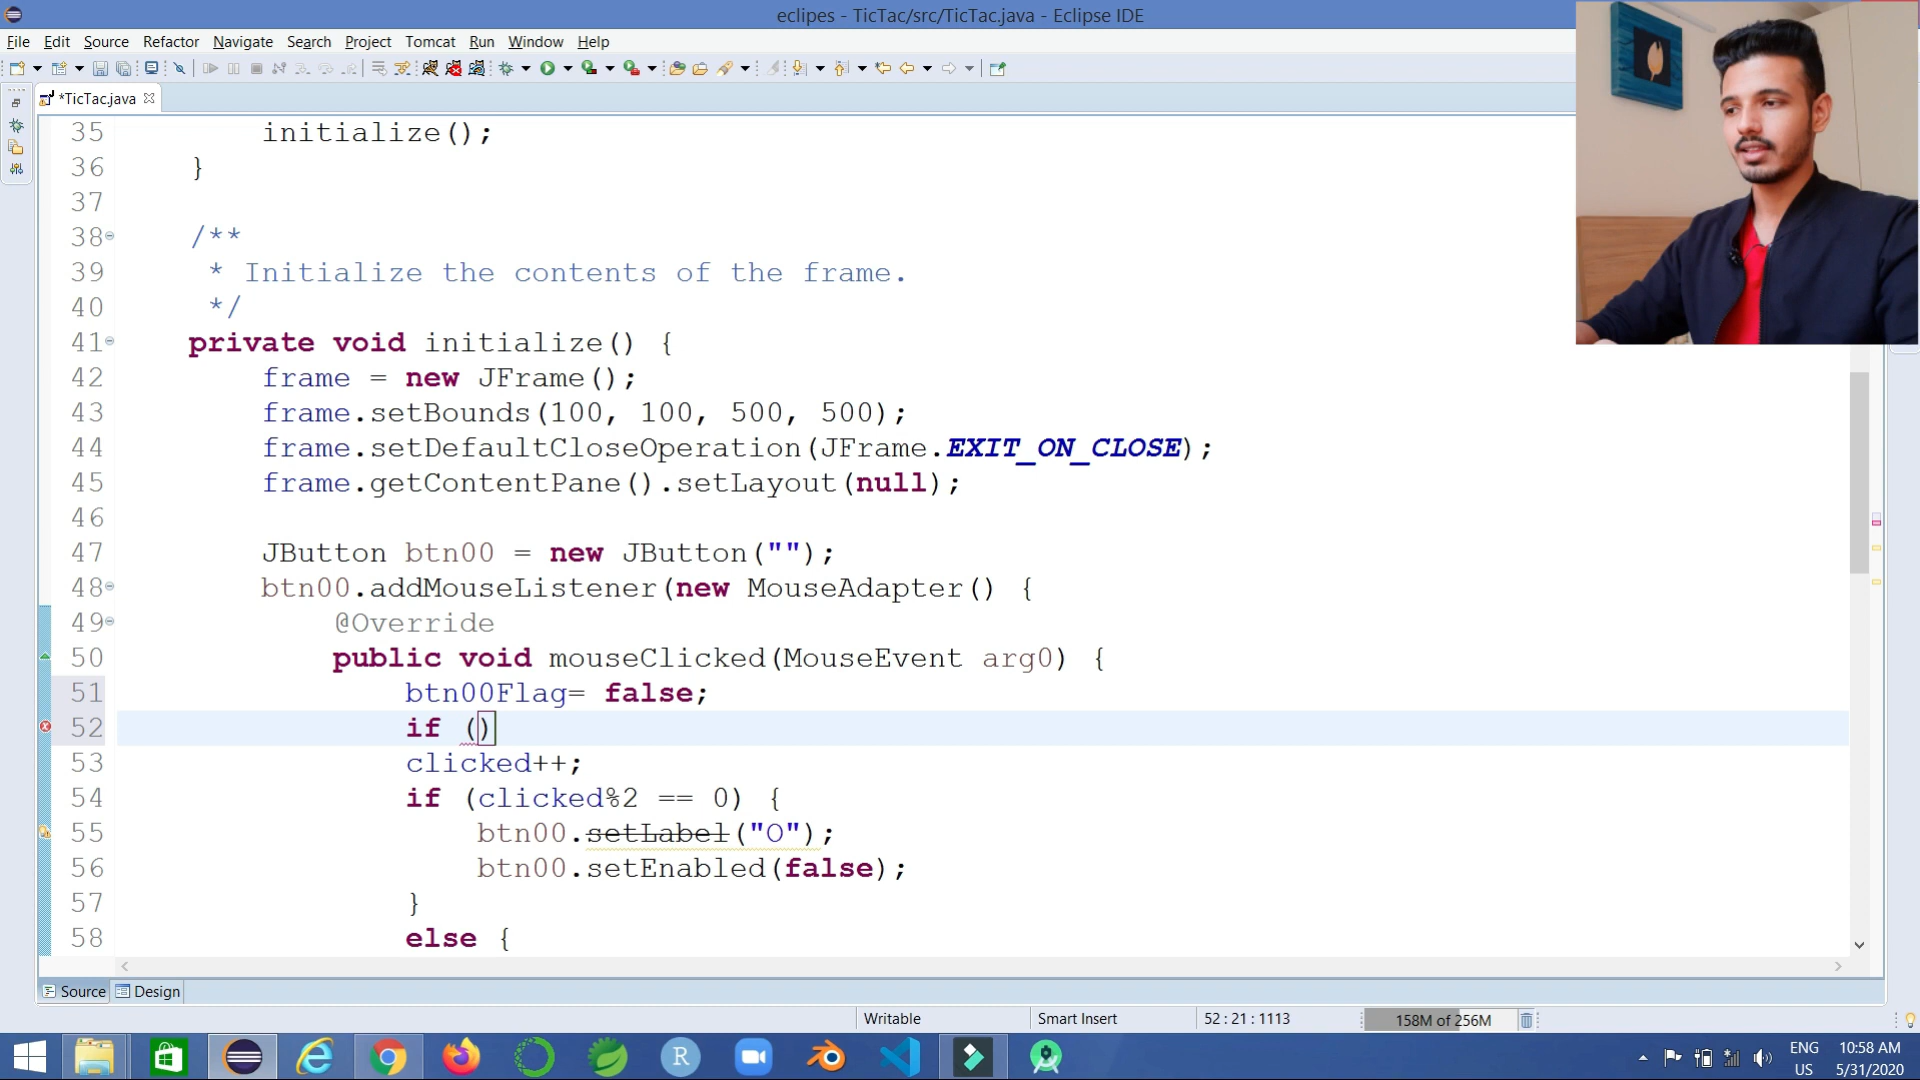 eclipes - TicTac/src/TicTac.java - Eclipse IDE
File Edit Source Refactor Navigate Search Project Tomcat Run Window Help
*TicTac.java
35 initialize();
36 }
37
38 /**
39 * Initialize the contents of the frame.
40 */
41 private void initialize() {
42 frame = new JFrame();
43 frame.setBounds(100, 100, 500, 500);
44 frame.setDefaultCloseOperation(JFrame.EXIT_ON_CLOSE);
45 frame.getContentPane().setLayout(null);
46
47 JButton btn00 = new JButton("");
48 btn00.addMouseListener(new MouseAdapter() {
49 @Override
50 public void mouseClicked(MouseEvent arg0) {
51 btn00Flag= false;
52 if ()
53 clicked++;
54 if (clicked%2 == 0) {
55 btn00.setLabel("O");
56 btn00.setEnabled(false);
57 }
58 else {
Source Design
Writable Smart Insert 52 : 21 : 1113 158M of 256M
R
ENG 10:58 AM
US 5/31/2020